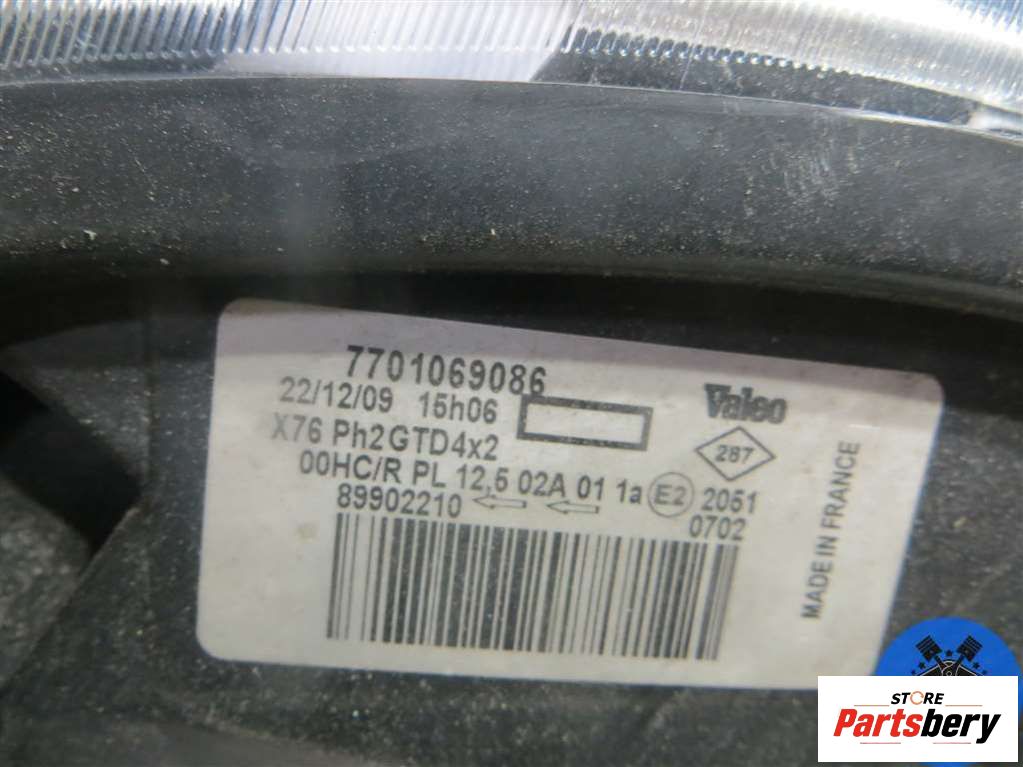 7701069086
22/12/09 15h06
Valeo
X76 Ph2GTD4x2
287
00HC/R PL 12,5 02A 01 1a E2 2051
89902210 0702
MADE IN FRANCE
STORE
Partsbery